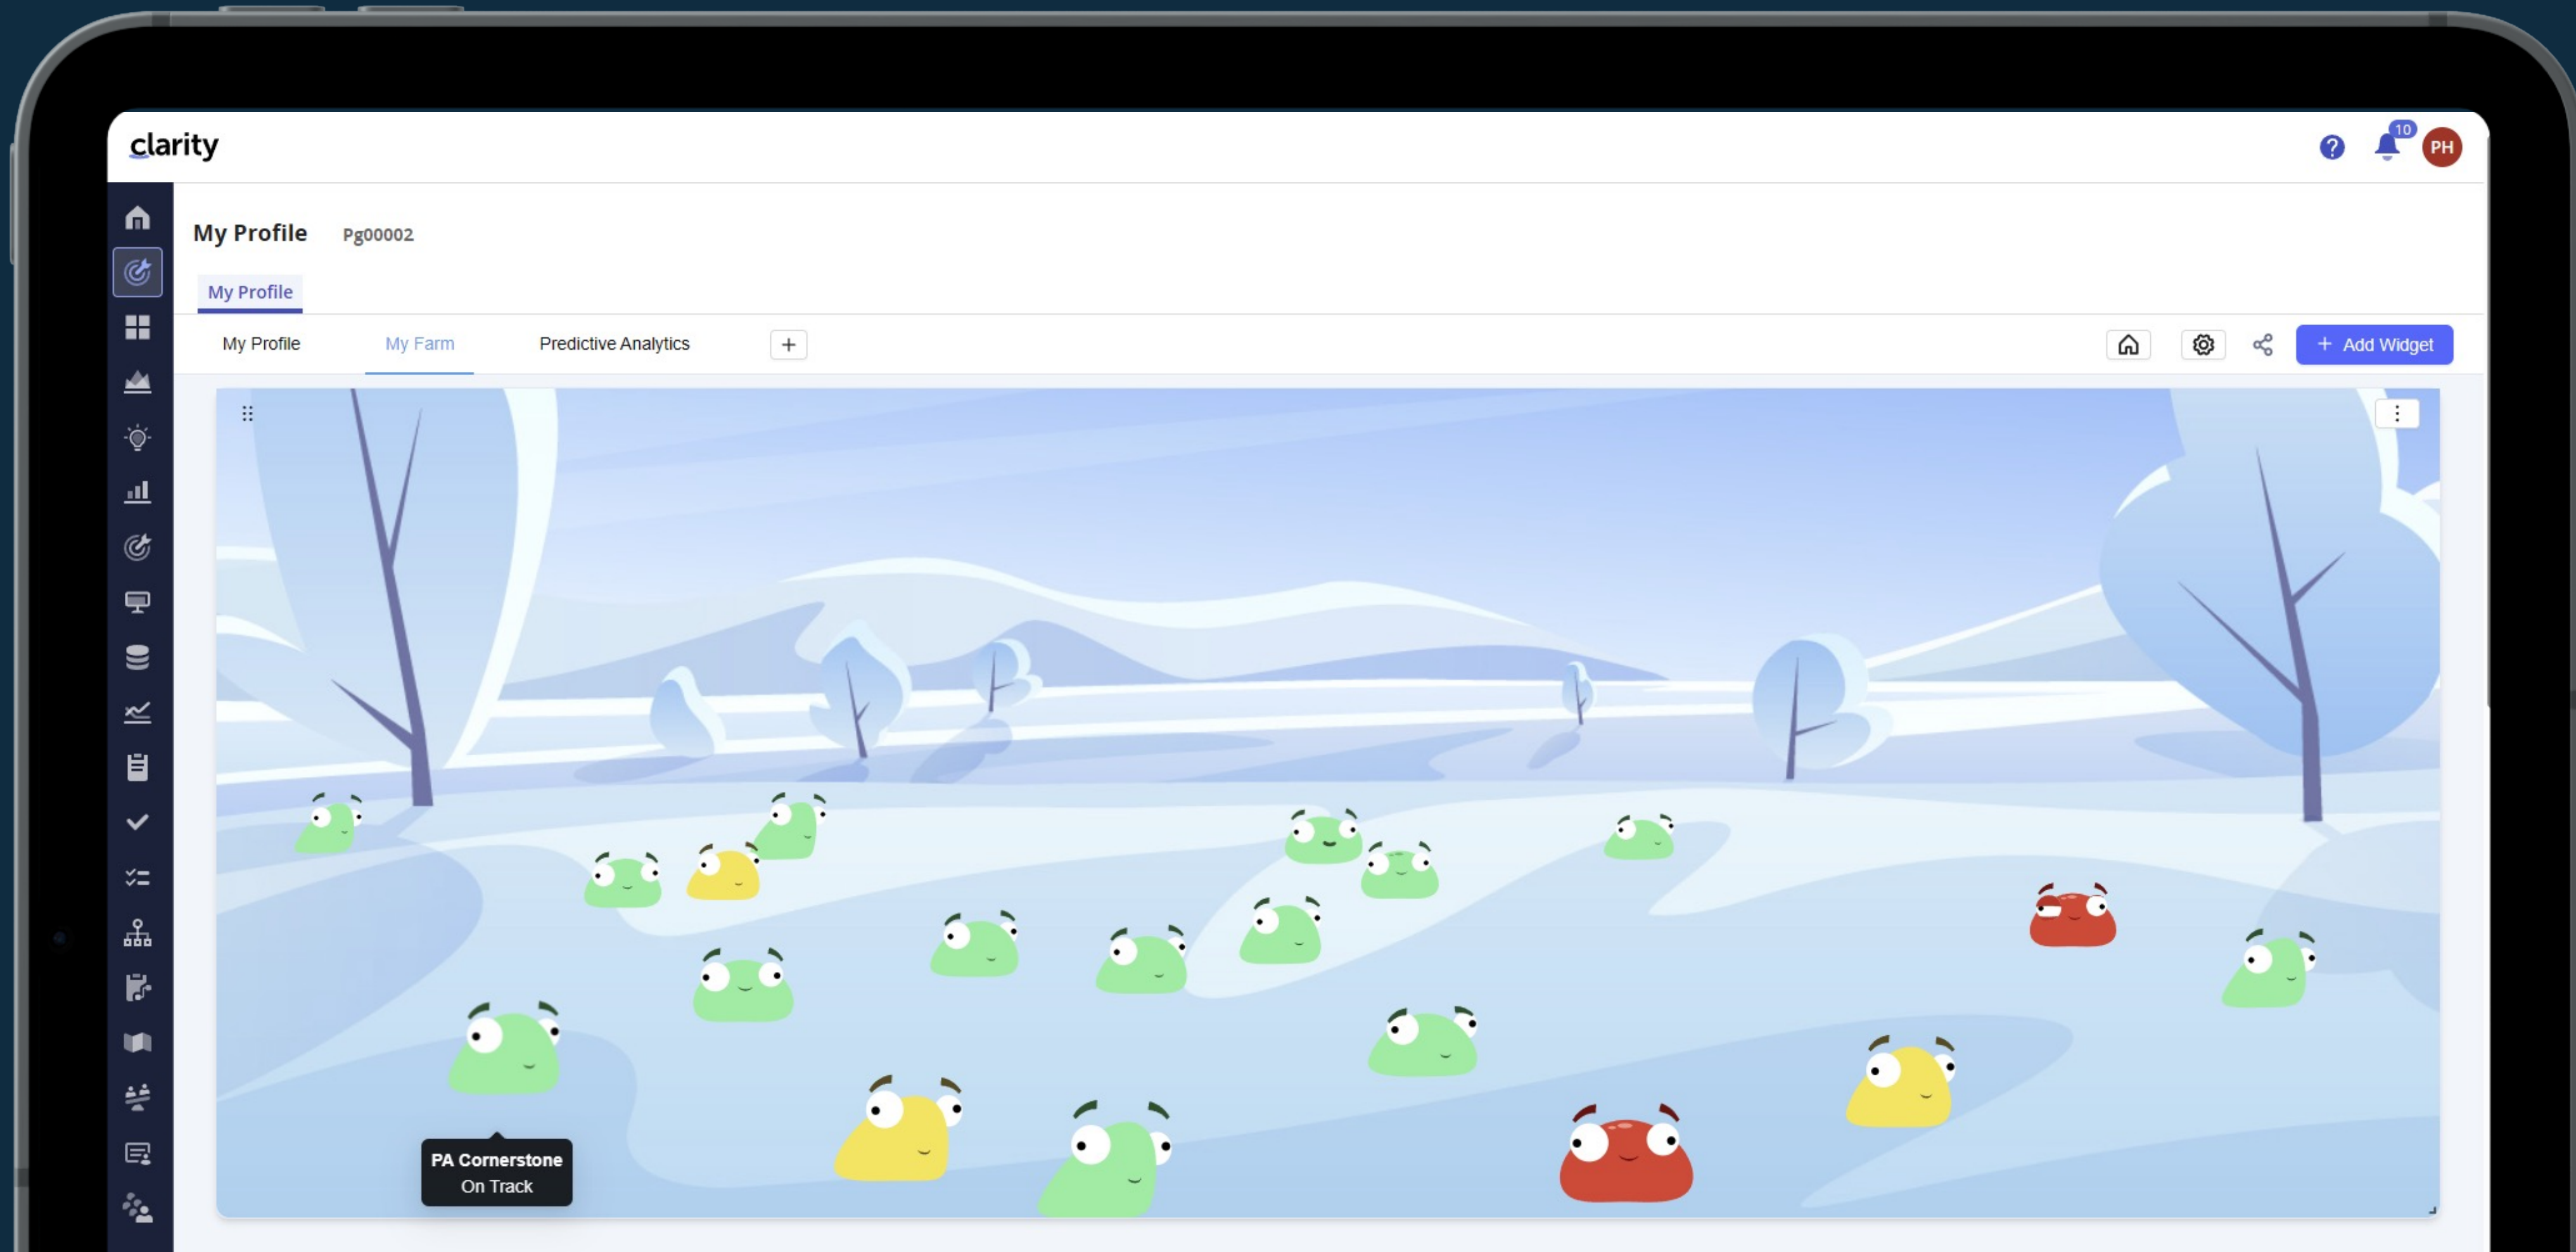 clarity
?
10
PH
My Profile Pg00002
My Profile
My Profile My Farm Predictive Analytics +
+ Add Widget
PA Cornerstone
On Track